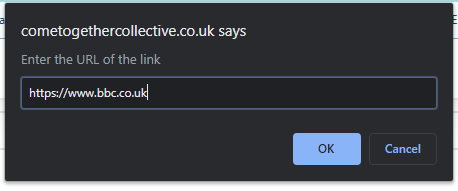 cometogethercollective.co.uk says
Enter the URL of the link
https://www.bbc.co.uk
OK
Cancel